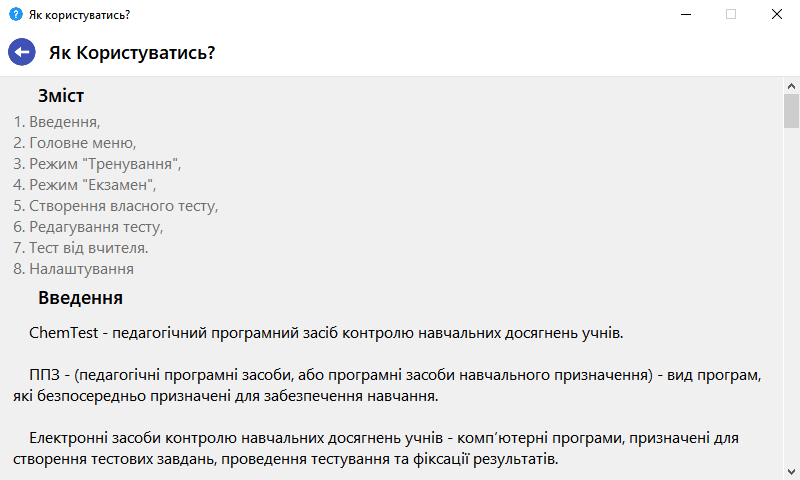 Як користуватись?
Як Користуватись?
Зміст
1. Введення,
2. Головне меню,
3. Режим "Тренування",
4. Режим "Екзамен",
5. Створення власного тесту,
6. Редагування тесту,
7. Тест від вчителя.
8. Налаштування
Введення
ChemTest - педагогічний програмний засіб контролю навчальних досягнень учнів.
ППЗ - (педагогічні програмні засоби, або програмні засоби навчального призначення) - вид програм,
які безпосередньо призначені для забезпечення навчання.
Електронні засоби контролю навчальних досягнень учнів - комп’ютерні програми, призначені для
створення тестових завдань, проведення тестування та фіксації результатів.